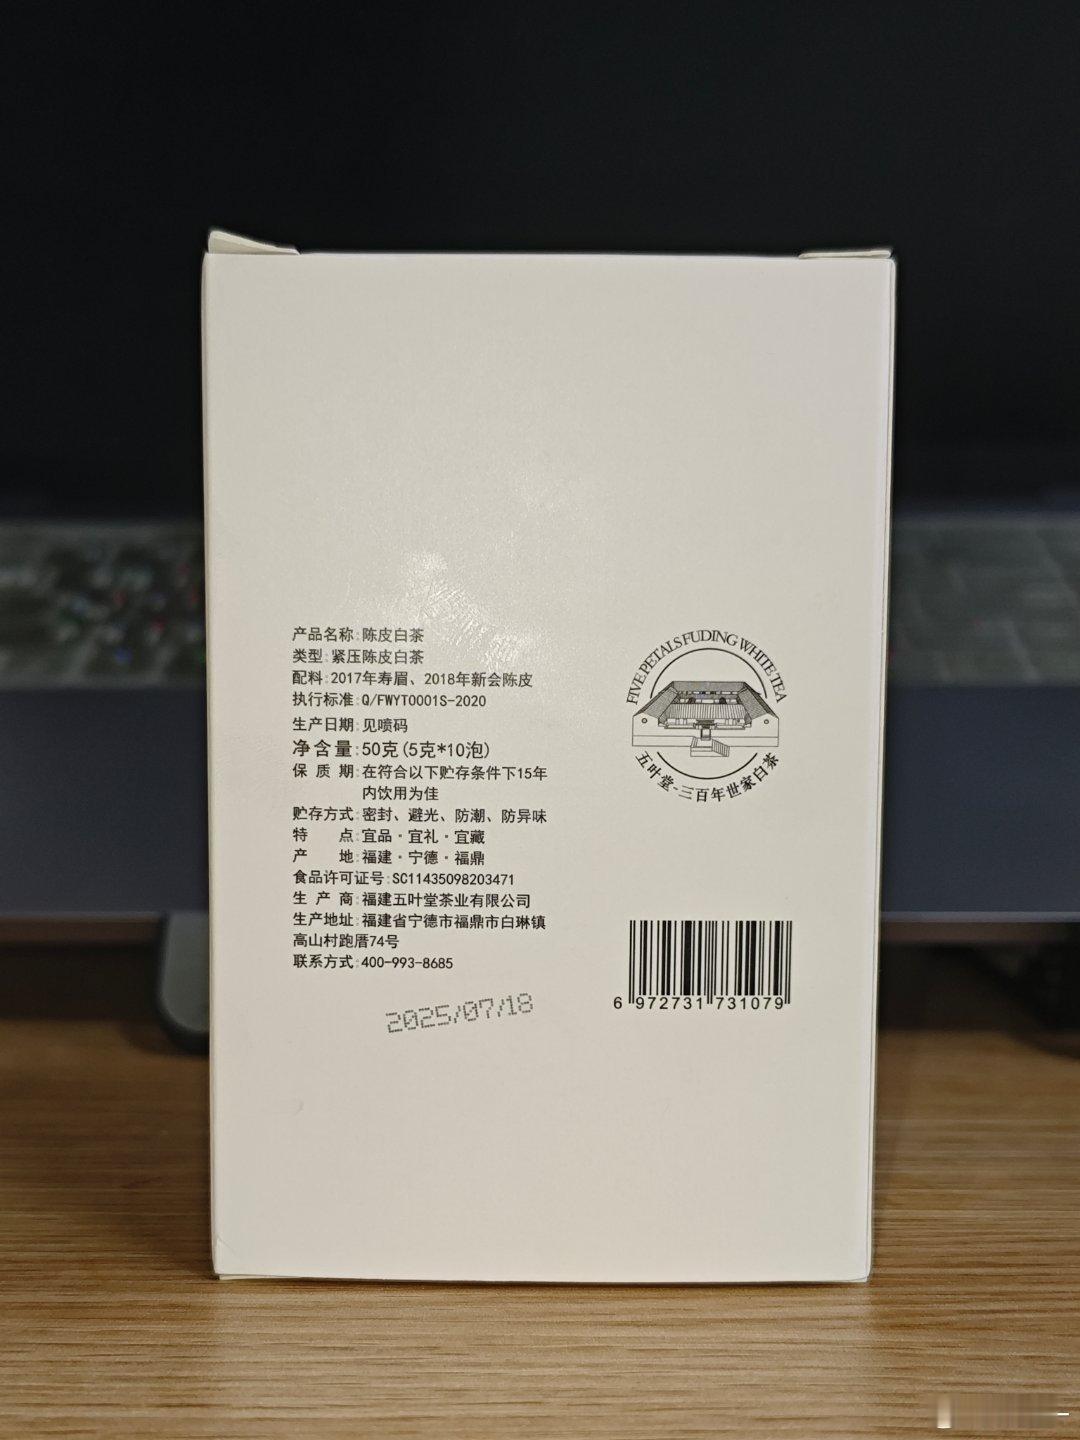 产品名称:陈皮白茶
类型:紧压陈皮白茶
配料:2017年寿眉、2018年新会陈皮
执行标准:Q/FWYT0001S-2020
生产日期:见喷码
净含量:50克(5克*10泡)
保质期:在符合以下贮存条件下15年
内饮用为佳
贮存方式:密封、避光、防潮、防异味
特点:宜品·宜礼·宜藏
产地:福建·宁德·福鼎
食品许可证号:SC11435098203471
生产商:福建五叶堂茶业有限公司
生产地址:福建省宁德市福鼎市白琳镇
高山村跑厝74号
联系方式:400-993-8685
2025/07/18
FIVE PETALS FUDING WHITE TEA
五叶堂-三百年世家白茶
6 972731 731079